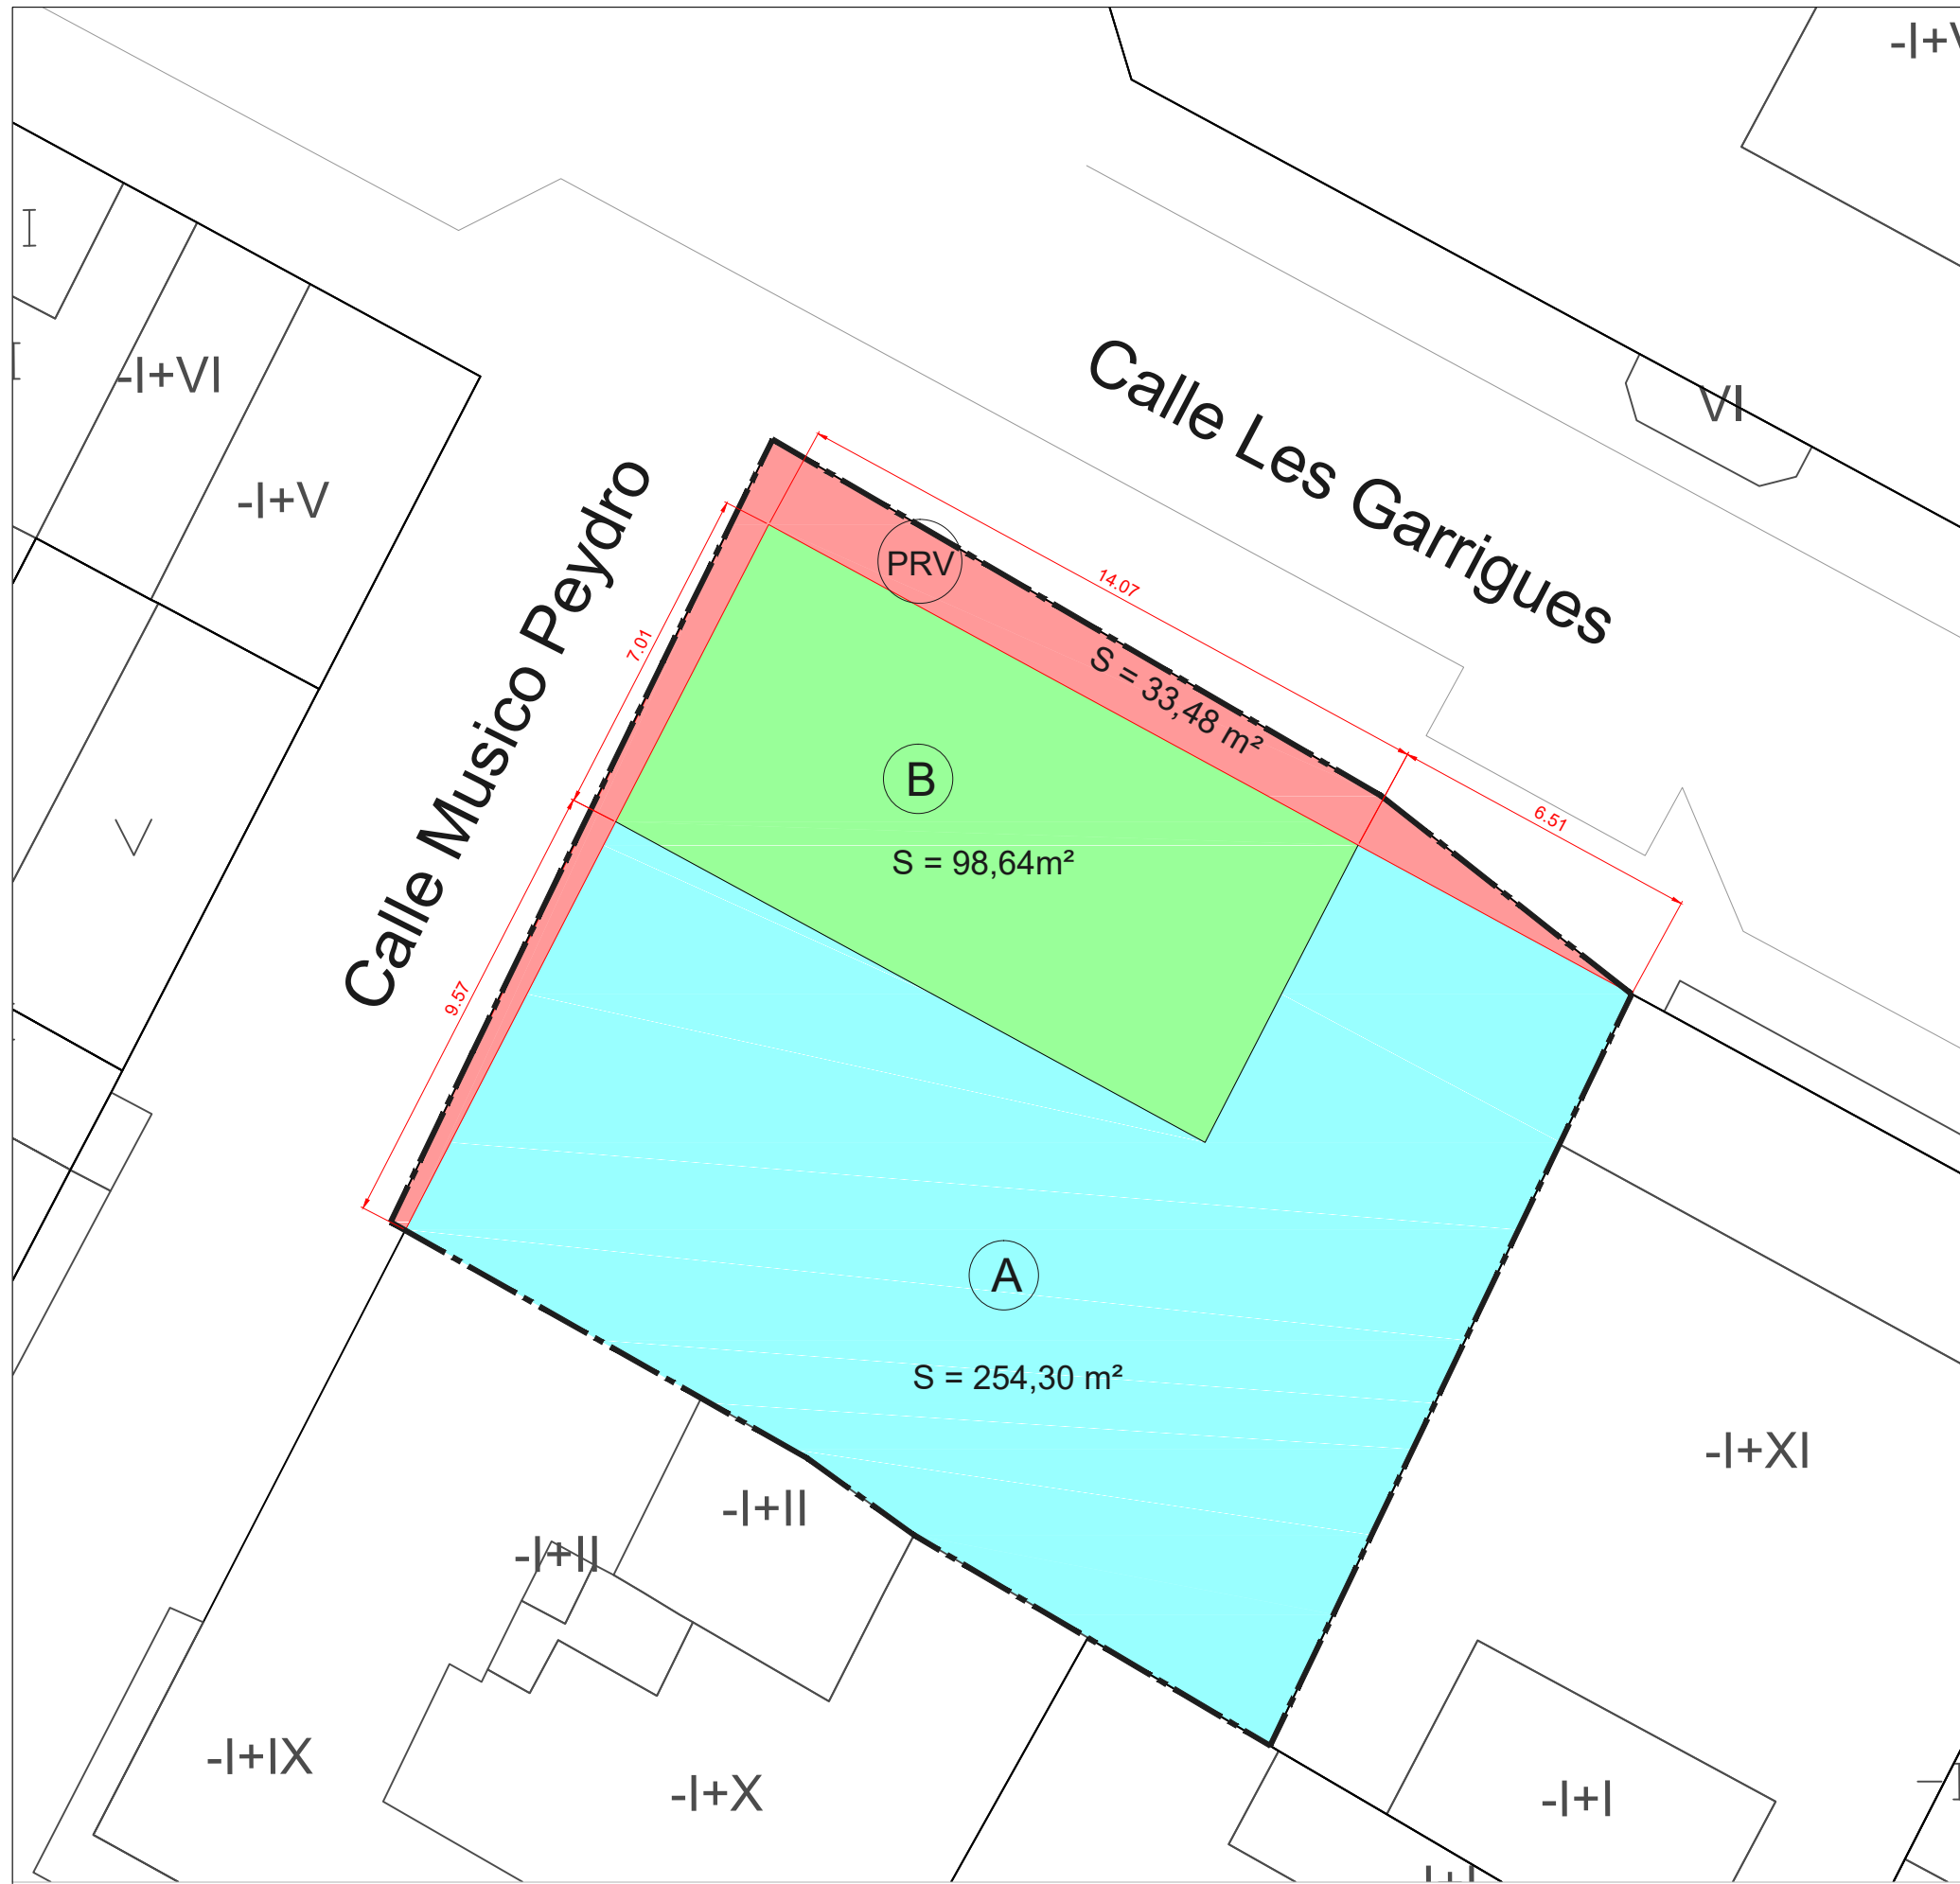 I
-I+VI
-I+V
V
VI
Calle Les Garrigues
Calle Musico Peydro
PRV
14.07
7.01
S = 33,48 m²
B
S = 98,64m²
6.51
9.57
A
S = 254,30 m²
-I+XI
-I+II
-I+II
-I+IX
-I+X
-I+I